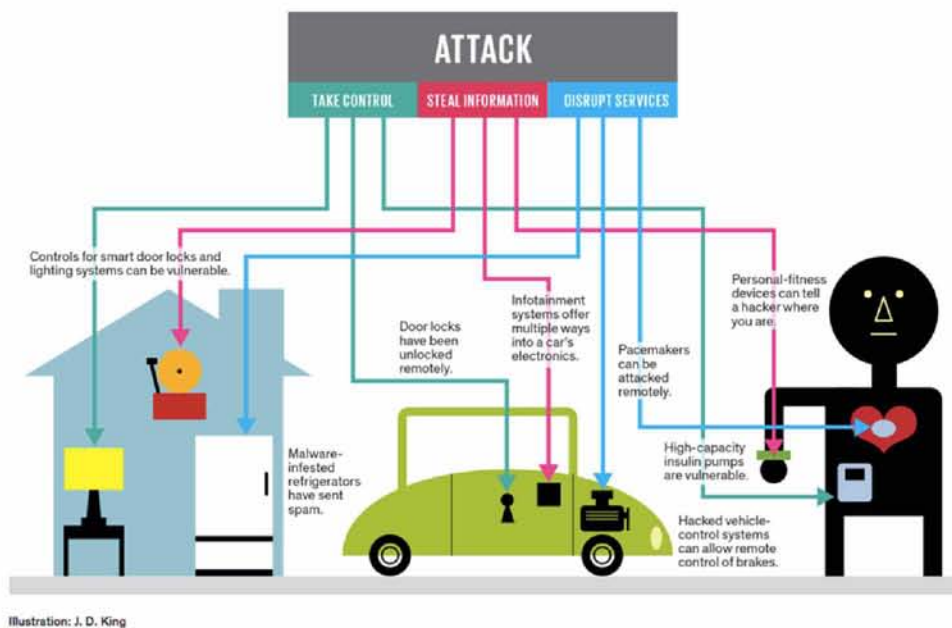 ATTACK
TAKE CONTROL
STEAL INFORMATION
DISRUPT SERVICES
Controls for smart door locks and
lighting systems can be vulnerable.
Door locks
have been
unlocked
remotely.
Infotainment
systems offer
multiple ways
into a car's
electronics.
Personal-fitness
devices can tell
a hacker where
you are.
Pacemakers
can be
attacked
remotely.
Malware-
infested
refrigerators
have sent
spam.
High-capacity
insulin pumps
are vulnerable.
Hacked vehicle-
control systems
can allow remote
control of brakes.
Illustration: J. D. King